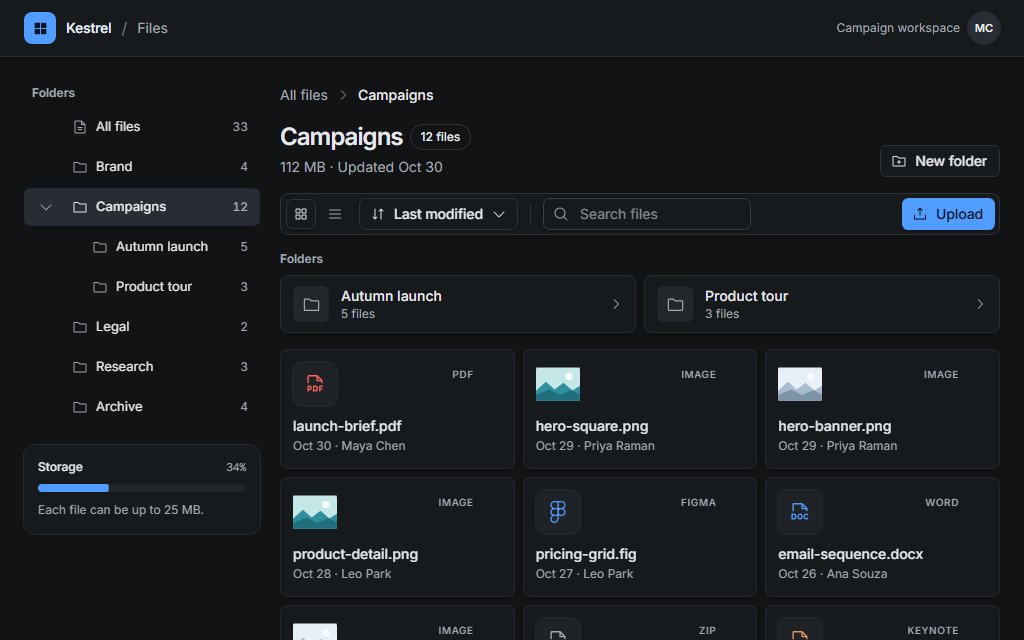 Kestrel / Files
Campaign workspace MC
Folders
All files 33
Brand 4
Campaigns 12
Autumn launch 5
Product tour 3
Legal 2
Research 3
Archive 4
Storage 34%
Each file can be up to 25 MB.
All files Campaigns
Campaigns 12 files
112 MB · Updated Oct 30
New folder
Last modified
Search files
Upload
Folders
Autumn launch
5 files
Product tour
3 files
PDF
PDF
launch-brief.pdf
Oct 30 · Maya Chen
IMAGE
hero-square.png
Oct 29 · Priya Raman
IMAGE
hero-banner.png
Oct 29 · Priya Raman
IMAGE
product-detail.png
Oct 28 · Leo Park
FIGMA
pricing-grid.fig
Oct 27 · Leo Park
DOC
WORD
email-sequence.docx
Oct 26 · Ana Souza
IMAGE
ZIP
KEYNOTE